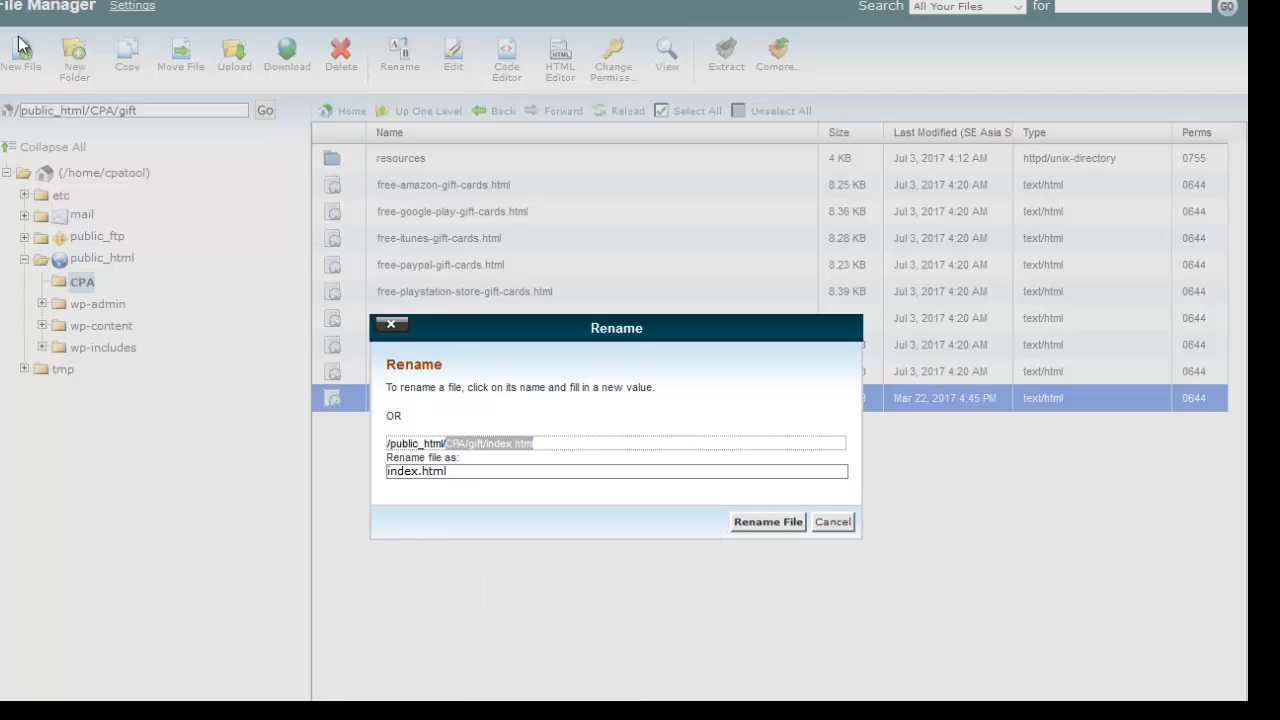 File Manager Settings Search All Your Files for GO
New File New Folder Copy Move File Upload Download Delete Rename Edit Code Editor HTML Editor Change Permiss... View Extract Compre...
/public_html/CPA/gift Go Home Up One Level Back Forward Reload Select All Unselect All
Collapse All
(/home/cpatool)
etc
mail
public_ftp
public_html
CPA
wp-admin
wp-content
wp-includes
tmp
Name Size Last Modified (SE Asia S Type Perms
resources 4 KB Jul 3, 2017 4:12 AM httpd/unix-directory 0755
free-amazon-gift-cards.html 8.25 KB Jul 3, 2017 4:20 AM text/html 0644
free-google-play-gift-cards.html 8.36 KB Jul 3, 2017 4:20 AM text/html 0644
free-itunes-gift-cards.html 8.28 KB Jul 3, 2017 4:20 AM text/html 0644
free-paypal-gift-cards.html 8.23 KB Jul 3, 2017 4:20 AM text/html 0644
free-playstation-store-gift-cards.html 8.39 KB Jul 3, 2017 4:20 AM text/html 0644
Jul 3, 2017 4:20 AM text/html 0644
Jul 3, 2017 4:20 AM text/html 0644
Jul 3, 2017 4:20 AM text/html 0644
Mar 22, 2017 4:45 PM text/html 0644
Rename
Rename
To rename a file, click on its name and fill in a new value.
OR
/public_html/CPA/gift/index.html
Rename file as:
index.html
Rename File Cancel